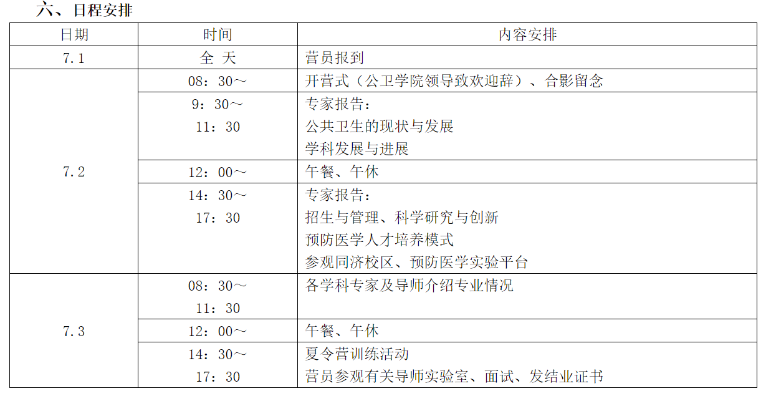 六、日程安排
日期 时间 内容安排
7.1 全 天 营员报到
7.2 08: 30～ 开营式（公卫学院领导致欢迎辞）、合影留念
9: 30～ 专家报告：
11: 30 公共卫生的现状与发展
学科发展与进展
12: 00～ 午餐、午休
14: 30～ 专家报告：
17: 30 招生与管理、科学研究与创新
预防医学人才培养模式
参观同济校区、预防医学实验平台
7.3 08: 30～ 各学科专家及导师介绍专业情况
11: 30
12: 00～ 午餐、午休
14: 30～ 夏令营训练活动
17: 30 营员参观有关导师实验室、面试、发结业证书